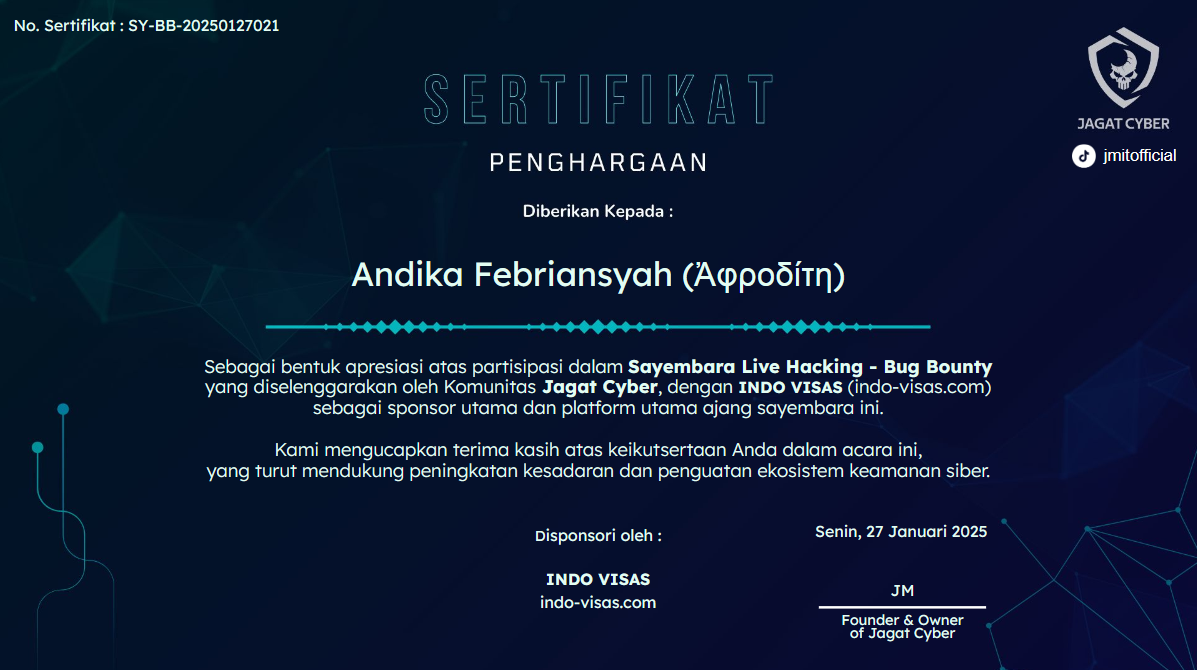 No. Sertifikat : SY-BB-20250127021
JAGAT CYBER
jmitofficial
SERTIFIKAT
PENGHARGAAN
Diberikan Kepada :
Andika Febriansyah (Ἀφροδίτη)
Sebagai bentuk apresiasi atas partisipasi dalam Sayembara Live Hacking - Bug Bounty
yang diselenggarakan oleh Komunitas Jagat Cyber, dengan INDO VISAS (indo-visas.com)
sebagai sponsor utama dan platform utama ajang sayembara ini.
Kami mengucapkan terima kasih atas keikutsertaan Anda dalam acara ini,
yang turut mendukung peningkatan kesadaran dan penguatan ekosistem keamanan siber.
Disponsori oleh :
INDO VISAS
indo-visas.com
Senin, 27 Januari 2025
JM
Founder & Owner
of Jagat Cyber